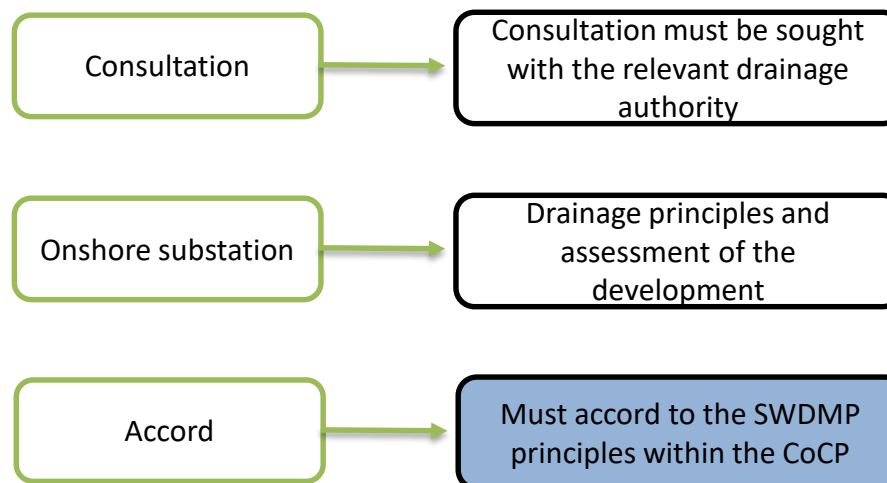 Consultation
Consultation must be sought
with the relevant drainage
authority
Onshore substation
Drainage principles and
assessment of the
development
Accord
Must accord to the SWDMP
principles within the CoCP